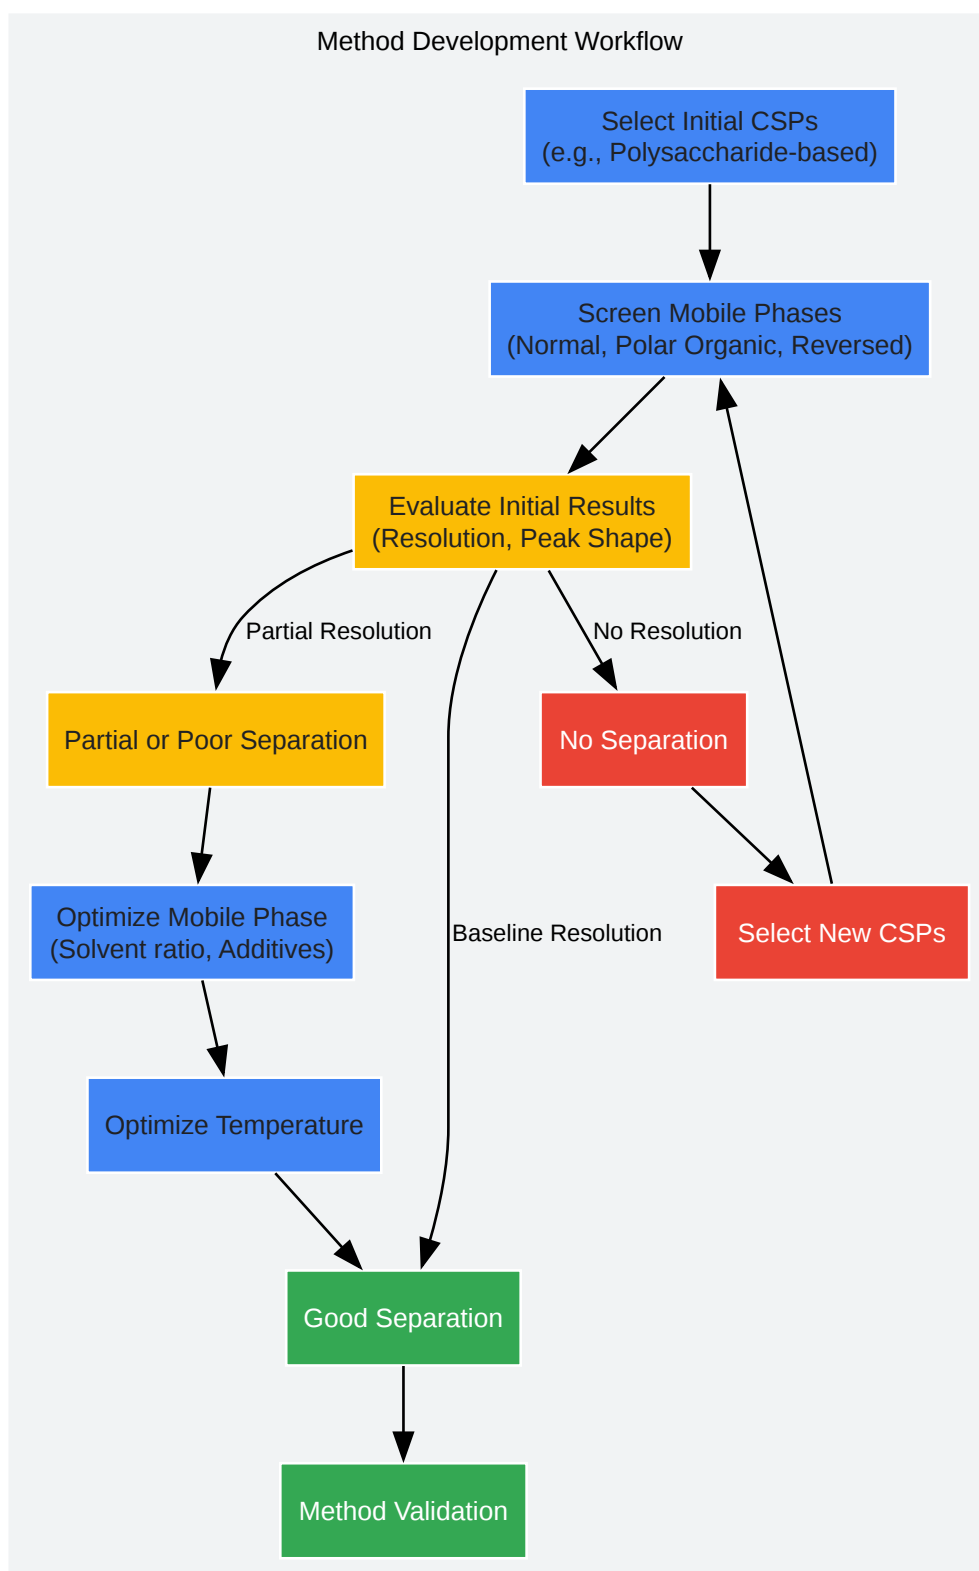 Method Development Workflow
Select Initial CSPs
(e.g., Polysaccharide-based)
Screen Mobile Phases
(Normal, Polar Organic, Reversed)
Evaluate Initial Results
(Resolution, Peak Shape)
Partial Resolution
No Resolution
Partial or Poor Separation
No Separation
Optimize Mobile Phase
(Solvent ratio, Additives)
Baseline Resolution
Select New CSPs
Optimize Temperature
Good Separation
Method Validation